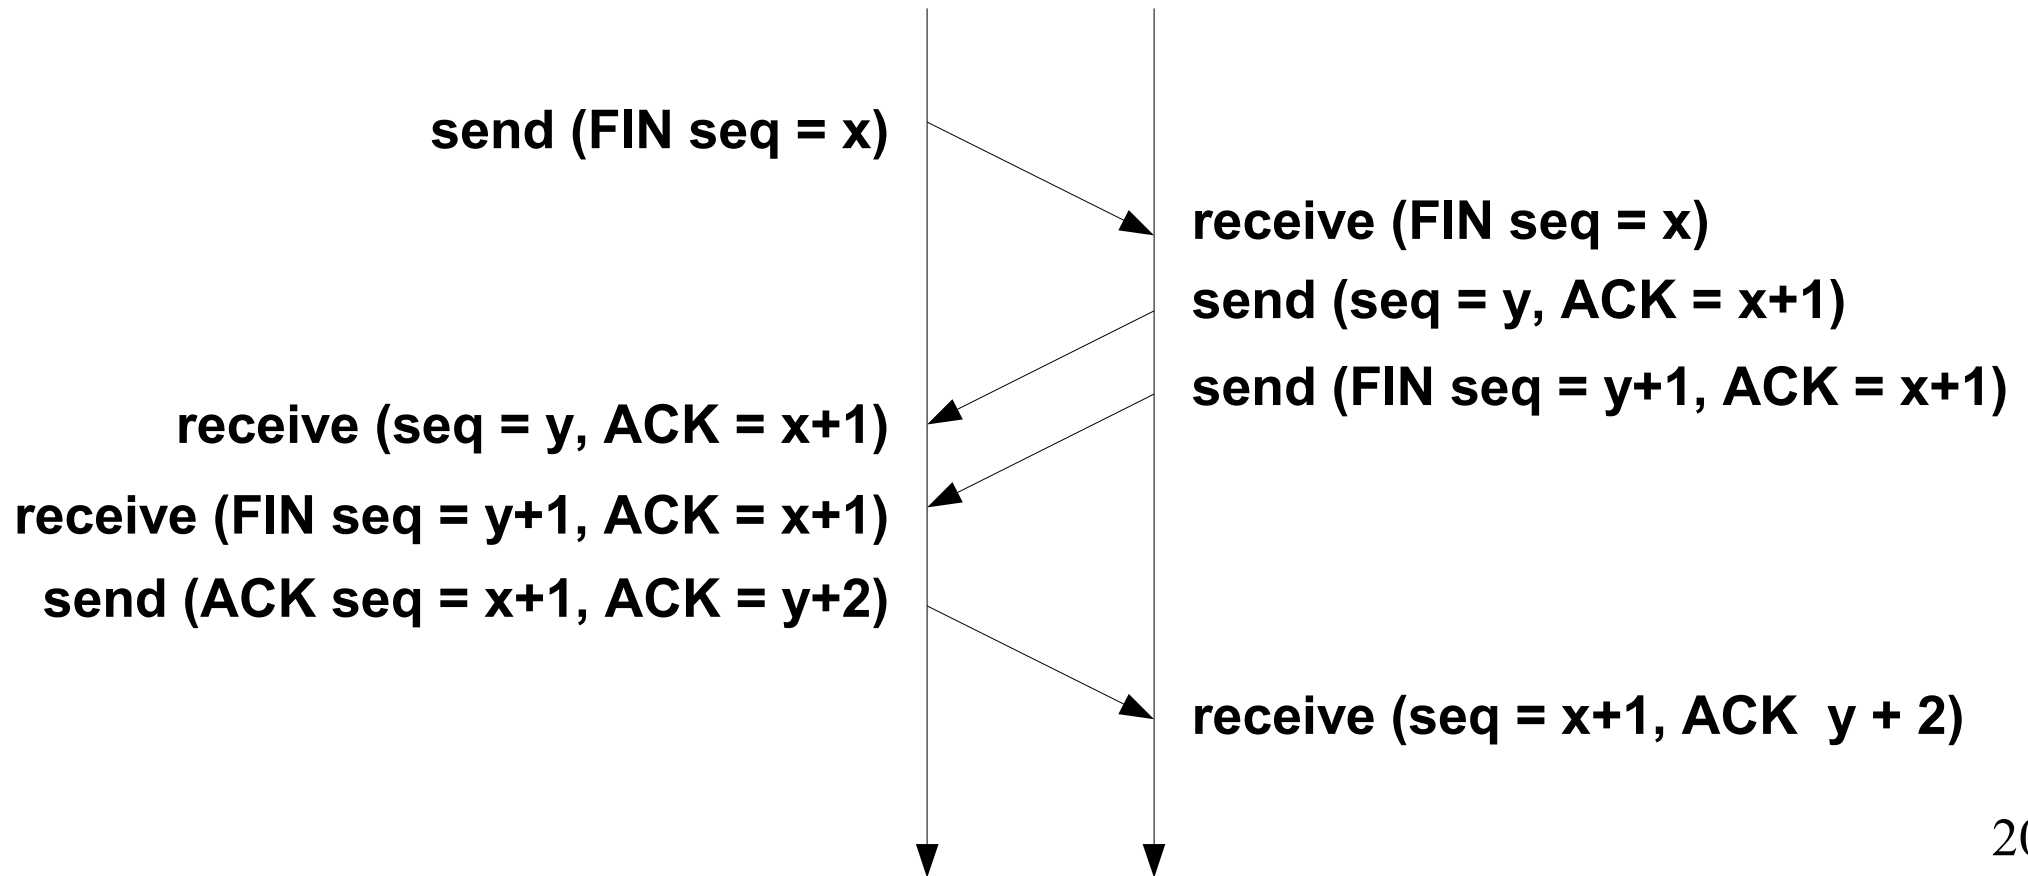 send (FIN seq = x)
receive (FIN seq = x)
send (seq = y, ACK = x+1)
send (FIN seq = y+1, ACK = x+1)
receive (seq = y, ACK = x+1)
receive (FIN seq = y+1, ACK = x+1)
send (ACK seq = x+1, ACK = y+2)
receive (seq = x+1, ACK  y + 2)